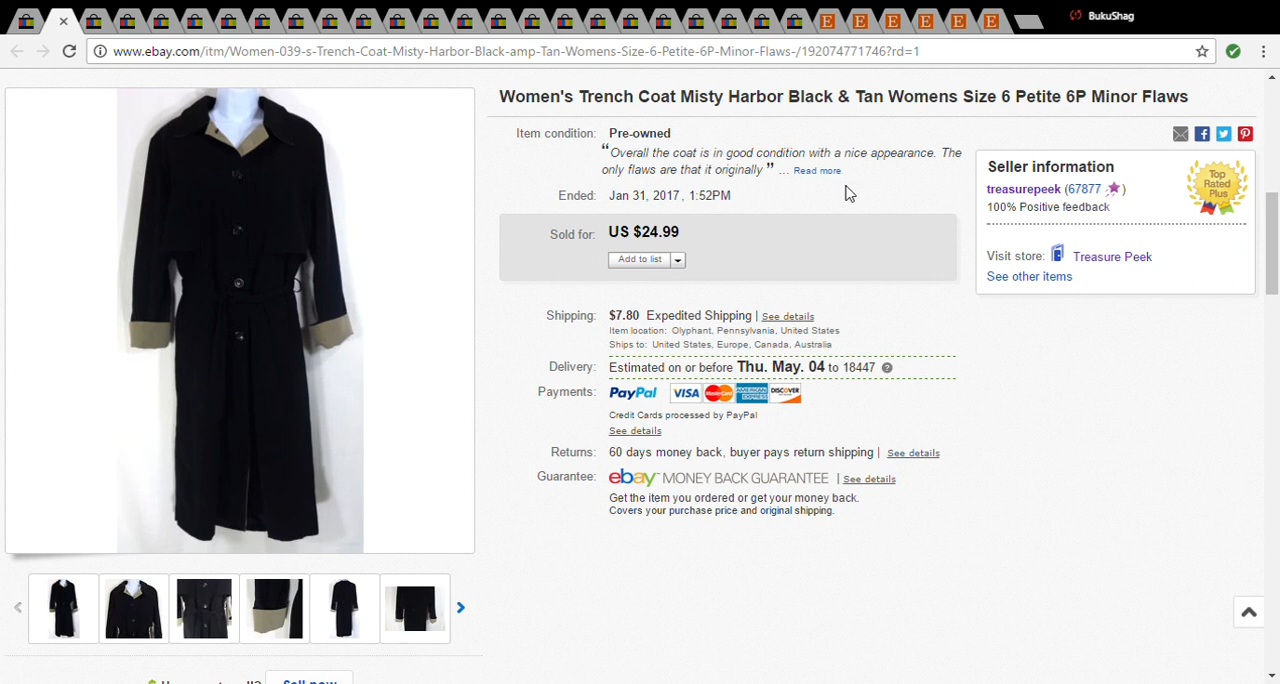 BukuShag
www.ebay.com/itm/Women-039-s-Trench-Coat-Misty-Harbor-Black-amp-Tan-Womens-Size-6-Petite-6P-Minor-Flaws-/192074771746?rd=1
Women's Trench Coat Misty Harbor Black & Tan Womens Size 6 Petite 6P Minor Flaws
Item condition: Pre-owned
“Overall the coat is in good condition with a nice appearance. The
only flaws are that it originally ” ... Read more
Ended: Jan 31, 2017 , 1:52PM
Sold for: US $24.99
Add to list
Shipping: $7.80 Expedited Shipping | See details
Item location: Olyphant, Pennsylvania, United States
Ships to: United States, Europe, Canada, Australia
Delivery: Estimated on or before Thu. May. 04 to 18447 ?
Payments: PayPal VISA MasterCard AMERICAN EXPRESS DISCOVER
Credit Cards processed by PayPal
See details
Returns: 60 days money back, buyer pays return shipping | See details
Guarantee: ebay MONEY BACK GUARANTEE | See details
Get the item you ordered or get your money back.
Covers your purchase price and original shipping.
Seller information
treasurepeek (67877 )
100% Positive feedback
Top
Rated
Plus
Visit store: Treasure Peek
See other items
Sell now